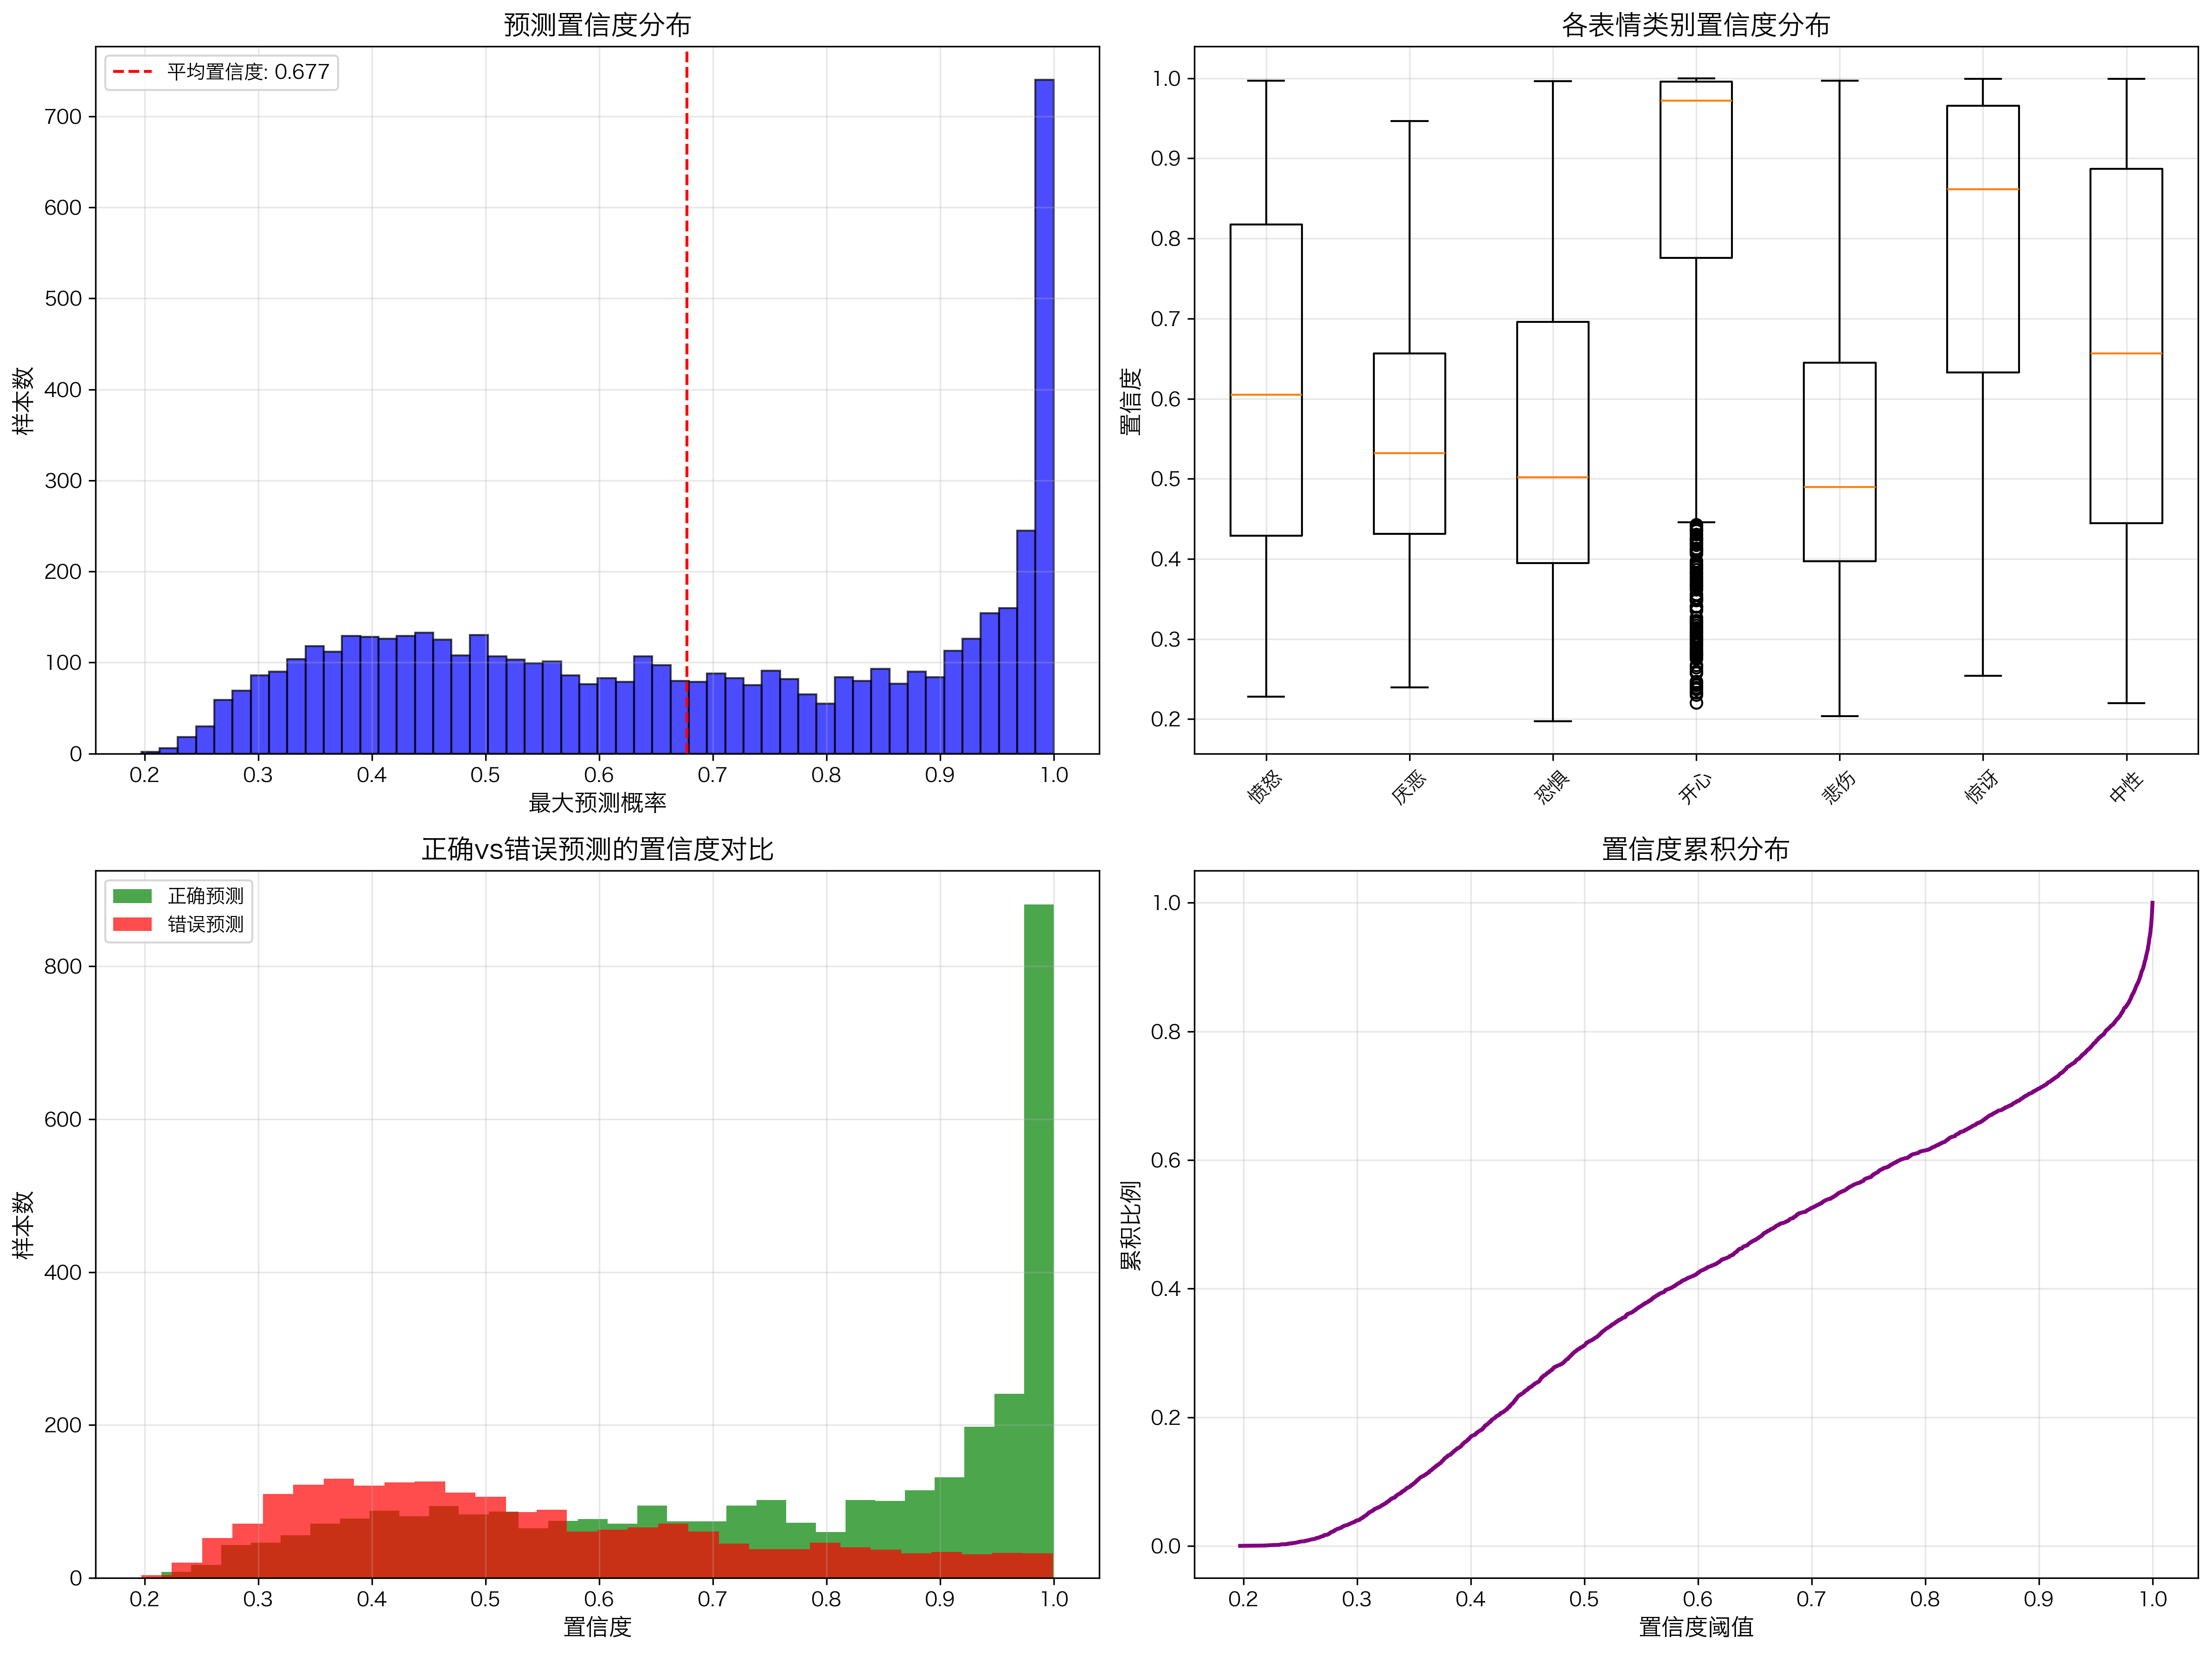 预测置信度分布
平均置信度: 0.677
700
600
500
400
300
200
100
0
样本数
0.2 0.3 0.4 0.5 0.6 0.7 0.8 0.9 1.0
最大预测概率
各表情类别置信度分布
1.0
0.9
0.8
0.7
0.6
0.5
0.4
0.3
0.2
置信度
愤怒 厌恶 恐惧 开心 悲伤 惊讶 中性
正确vs错误预测的置信度对比
正确预测
错误预测
800
600
400
200
0
样本数
0.2 0.3 0.4 0.5 0.6 0.7 0.8 0.9 1.0
置信度
置信度累积分布
1.0
0.8
0.6
0.4
0.2
0.0
累积比例
0.2 0.3 0.4 0.5 0.6 0.7 0.8 0.9 1.0
置信度阈值